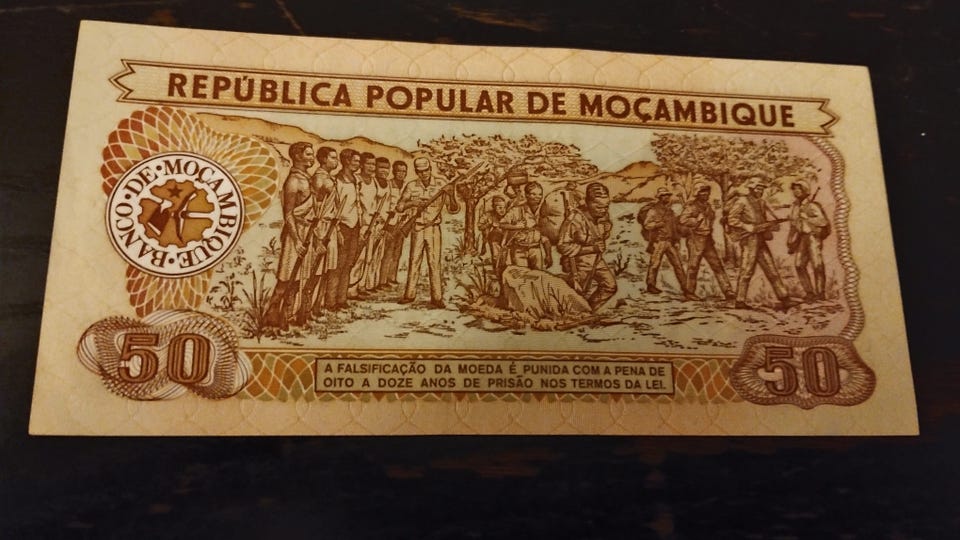 REPÚBLICA POPULAR DE MOÇAMBIQUE
BANCO·DE·MOÇAMBIQUE·
50
A FALSIFICAÇÃO DA MOEDA É PUNIDA COM A PENA DE
OITO A DOZE ANOS DE PRISÃO NOS TERMOS DA LEI.
50